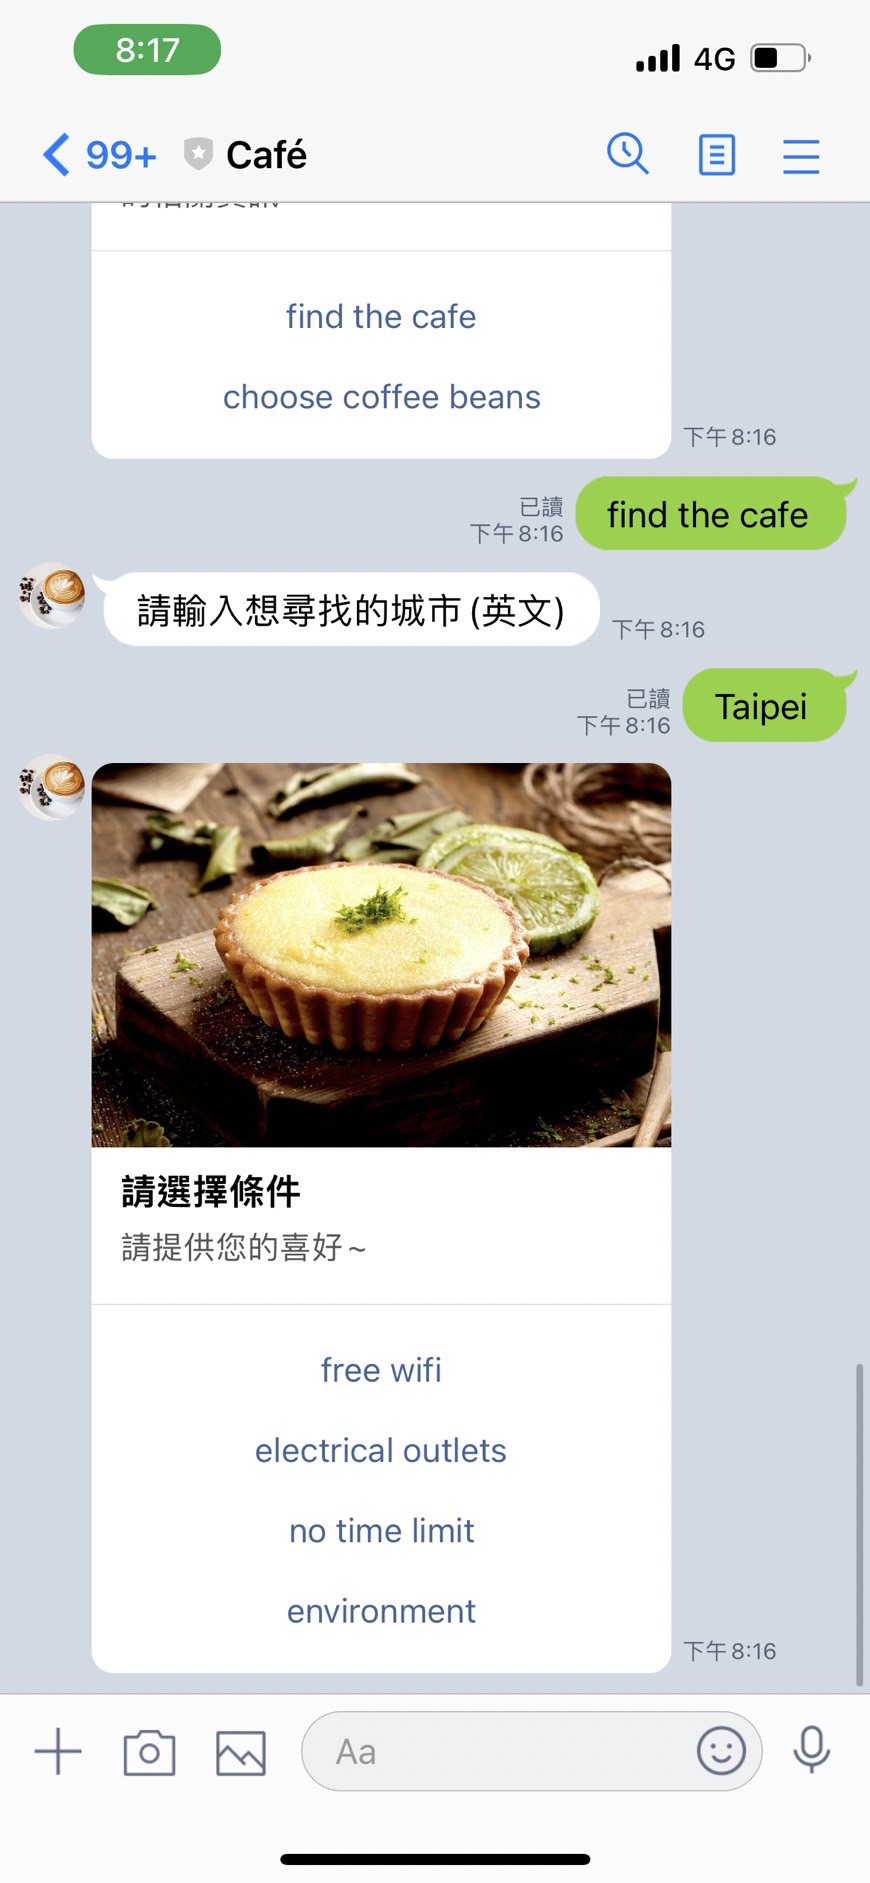 8:17
4G
99+ Café
find the cafe
choose coffee beans
下午 8:16
find the cafe
已讀
下午 8:16
請輸入想尋找的城市 (英文)
下午 8:16
Taipei
已讀
下午 8:16
請選擇條件
請提供您的喜好~
free wifi
electrical outlets
no time limit
environment
下午 8:16
Aa